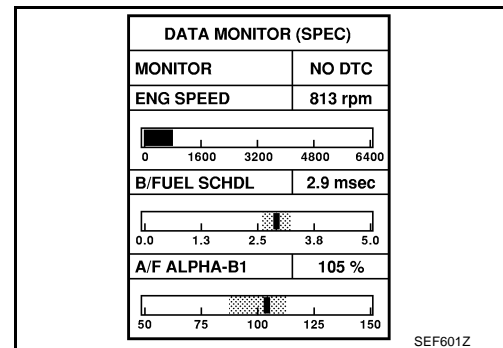 DATA MONITOR (SPEC)
MONITOR NO DTC
ENG SPEED 813 rpm
0 1600 3200 4800 6400
B/FUEL SCHDL 2.9 msec
0.0 1.3 2.5 3.8 5.0
A/F ALPHA-B1 105 %
50 75 100 125 150
SEF601Z